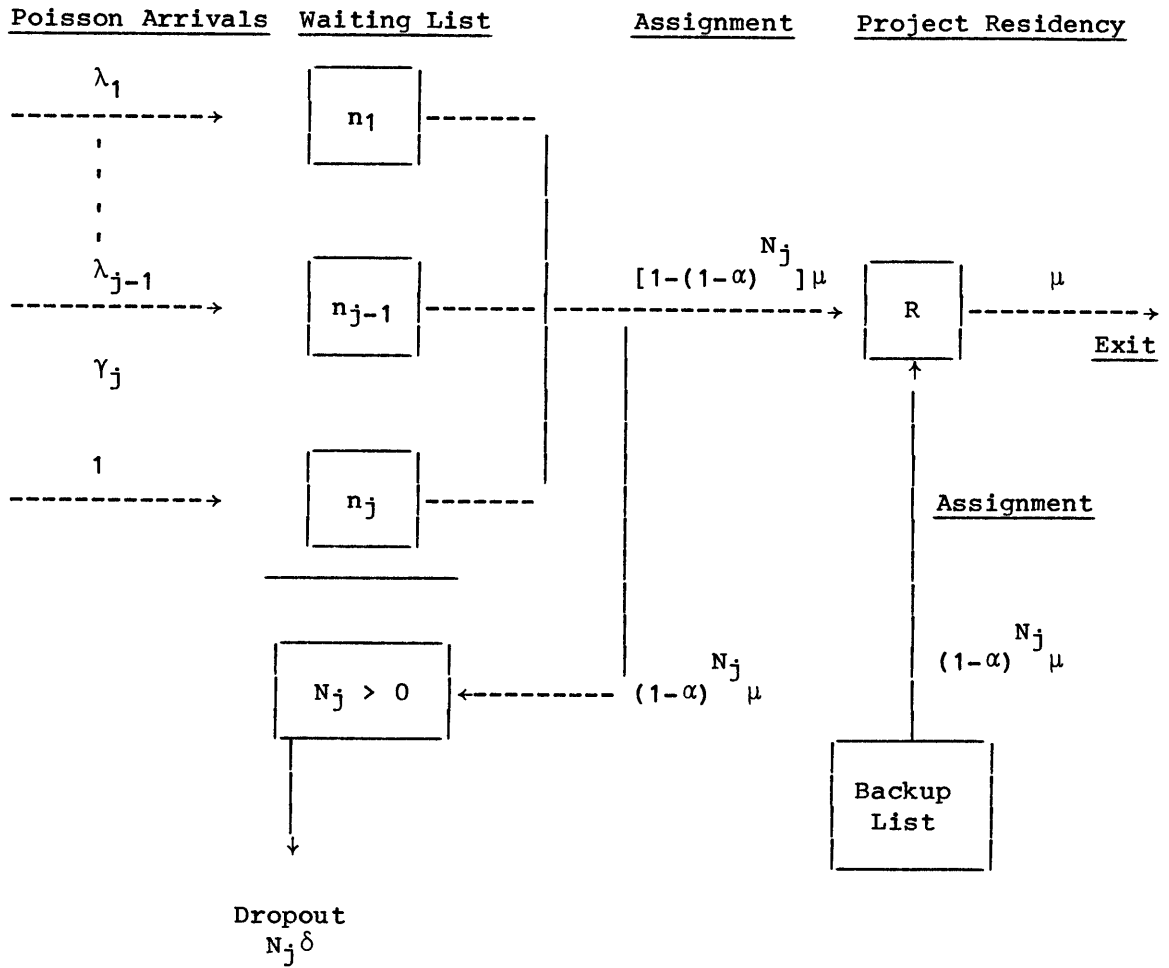 Poisson Arrivals Waiting List Assignment Project Residency
λ1
n1
λj-1
nj-1
[1-(1-α)^Nj]μ
R
μ
Exit
γj
1
nj
Assignment
Nj > 0
(1-α)^Nj μ
(1-α)^Nj μ
Backup
List
Dropout
Njδ